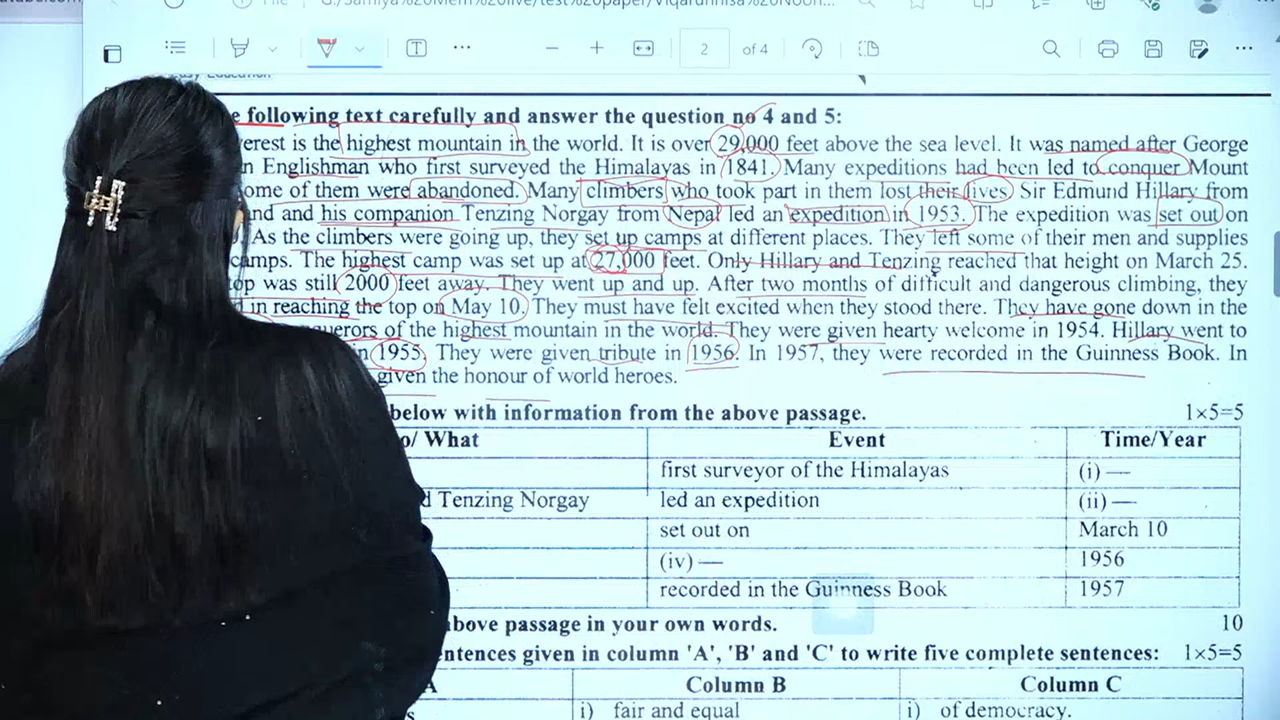 2 of 4
e following text carefully and answer the question no 4 and 5:
verest is the highest mountain in the world. It is over 29,000 feet above the sea level. It was named after George
n Englishman who first surveyed the Himalayas in 1841. Many expeditions had been led to conquer Mount
ome of them were abandoned. Many climbers who took part in them lost their lives Sir Edmund Hillary from
nd and his companion Tenzing Norgay from Nepal led an expedition in 1953. The expedition was set out on
As the climbers were going up, they set up camps at different places. They left some of their men and supplies
camps. The highest camp was set up at 27,000 feet. Only Hillary and Tenzing reached that height on March 25.
op was still 2000 feet away. They went up and up. After two months of difficult and dangerous climbing, they
in reaching the top on May 10. They must have felt excited when they stood there. They have gone down in the
querors of the highest mountain in the world. They were given hearty welcome in 1954. Hillary went to
n 1955. They were given tribute in 1956. In 1957, they were recorded in the Guinness Book. In
given the honour of world heroes.
below with information from the above passage. 1×5=5
o/ What Event Time/Year
first surveyor of the Himalayas (i) —
d Tenzing Norgay led an expedition (ii) —
set out on March 10
(iv) — 1956
recorded in the Guinness Book 1957
above passage in your own words. 10
entences given in column 'A', 'B' and 'C' to write five complete sentences: 1×5=5
A Column B Column C
s i) fair and equal i) of democracy.